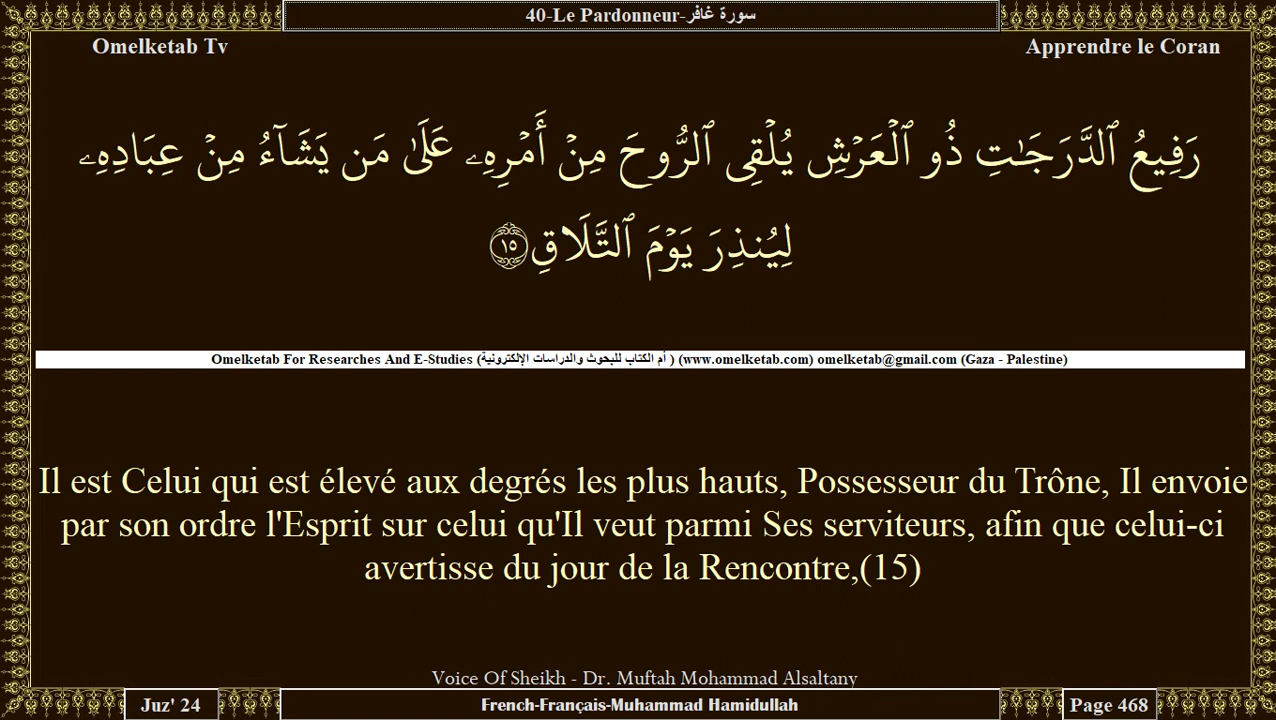 40-Le Pardonneur-سورة غافر
Omelketab Tv
Apprendre le Coran
رَفِيعُ ٱلدَّرَجَـٰتِ ذُو ٱلْعَرْشِ يُلْقِى ٱلرُّوحَ مِنْ أَمْرِهِۦ عَلَىٰ مَن يَشَآءُ مِنْ عِبَادِهِۦ
لِيُنذِرَ يَوْمَ ٱلتَّلَاقِ ١٥
Omelketab For Researches And E-Studies (أم الكتاب للبحوث والدراسات الإلكترونية ) (www.omelketab.com) omelketab@gmail.com (Gaza - Palestine)
Il est Celui qui est élevé aux degrés les plus hauts, Possesseur du Trône, Il envoie
par son ordre l'Esprit sur celui qu'Il veut parmi Ses serviteurs, afin que celui-ci
avertisse du jour de la Rencontre,(15)
Voice Of Sheikh - Dr. Muftah Mohammad Alsaltany
Juz' 24
French-Français-Muhammad Hamidullah
Page 468